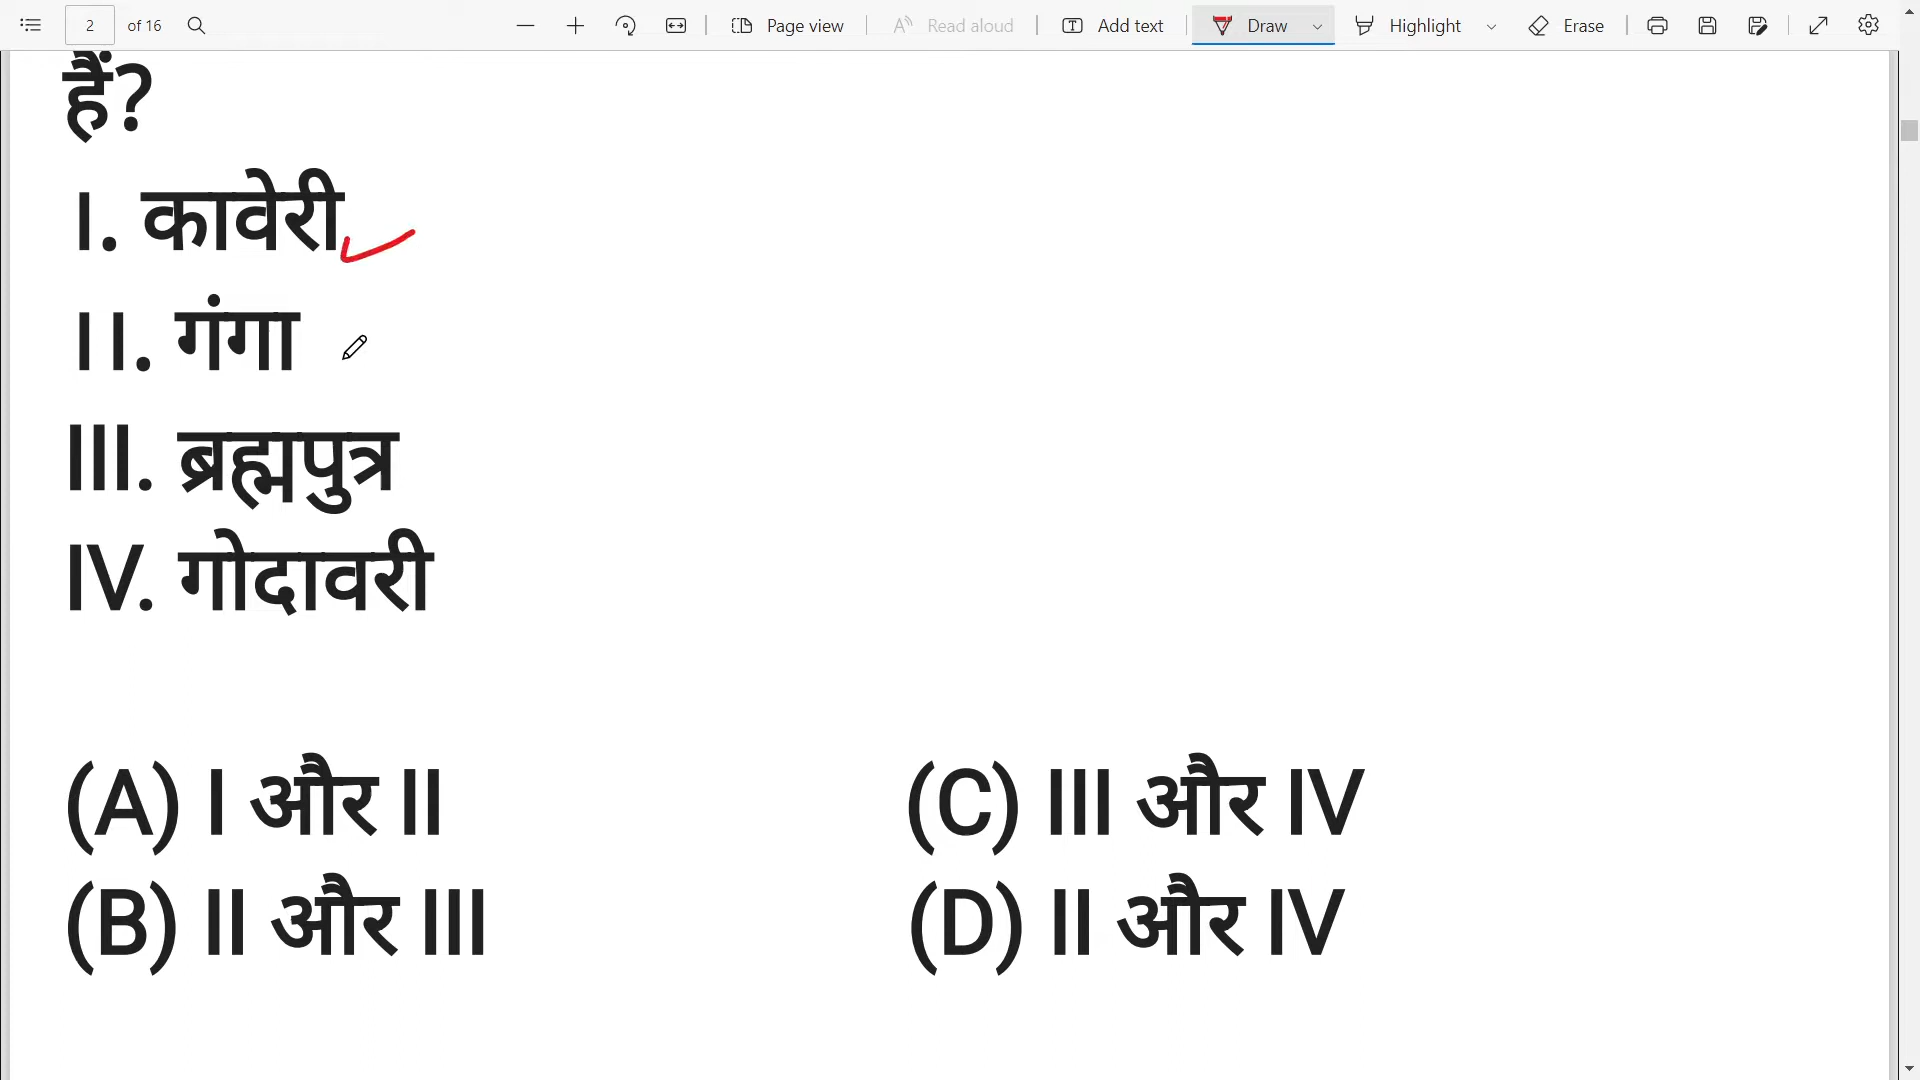 2 of 16 Page view Read aloud Add text Draw Highlight Erase
हैं?
I. कावेरी
II. गंगा
III. ब्रह्मपुत्र
IV. गोदावरी
(A) I और II (C) III और IV
(B) II और III (D) II और IV